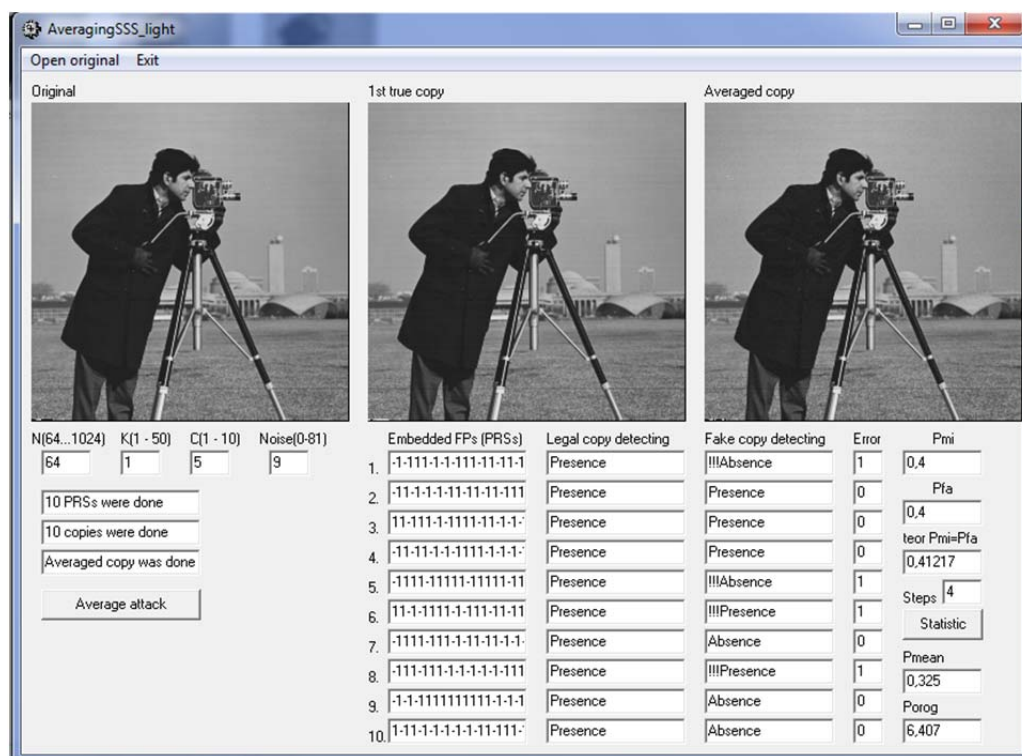 AveragingSSS_light
Open original Exit
Original 1st true copy Averaged copy
N(64...1024) K(1 - 50) C(1 - 10) Noise(0-81) Embedded FPs (PRSs) Legal copy detecting Fake copy detecting Error Pmi
64 1 5 9 1. -1-111-1-1-111-11-11-1 Presence !!!Absence 1 0,4
Pfa
10 PRSs were done 2. -11-1-1-1-11-11-11-111 Presence Presence 0 0,4
10 copies were done 3. 11-111-1-1111-11-1-1- Presence Presence 0
teor Pmi=Pfa
Averaged copy was done 4. -11-11-1-1-1111-1-1-1- Presence Presence 0 0,41217
Average attack 5. -1111-11111-11111-11 Presence !!!Absence 1 Steps 4
6. 11-1-1111-1-111-11-11 Presence !!!Presence 1 Statistic
7. -1111-111-1-11-11-1-1- Presence Absence 0
Pmean
8. -111-111-1-1-1-1-1-111 Presence !!!Presence 1 0,325
9. -1-1-1111111111-1-1-1 Presence Absence 0 Porog
10. 1-11-1-1-1-1-1-11-111- Presence Absence 0 6,407